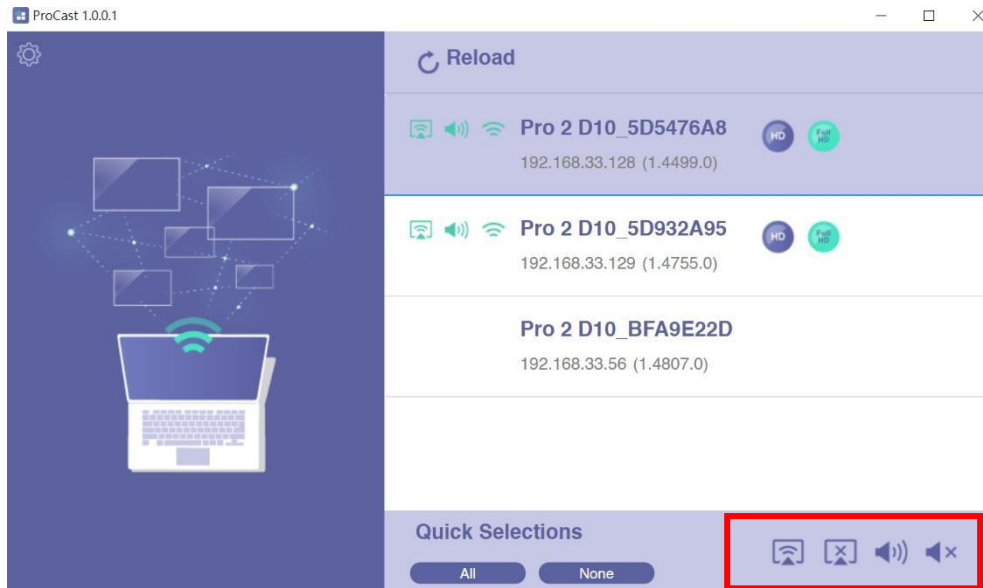 ProCast 1.0.0.1
Reload
Pro 2 D10_5D5476A8
HD
Full
HD
192.168.33.128 (1.4499.0)
Pro 2 D10_5D932A95
HD
Full
HD
192.168.33.129 (1.4755.0)
Pro 2 D10_BFA9E22D
192.168.33.56 (1.4807.0)
Quick Selections
All
None